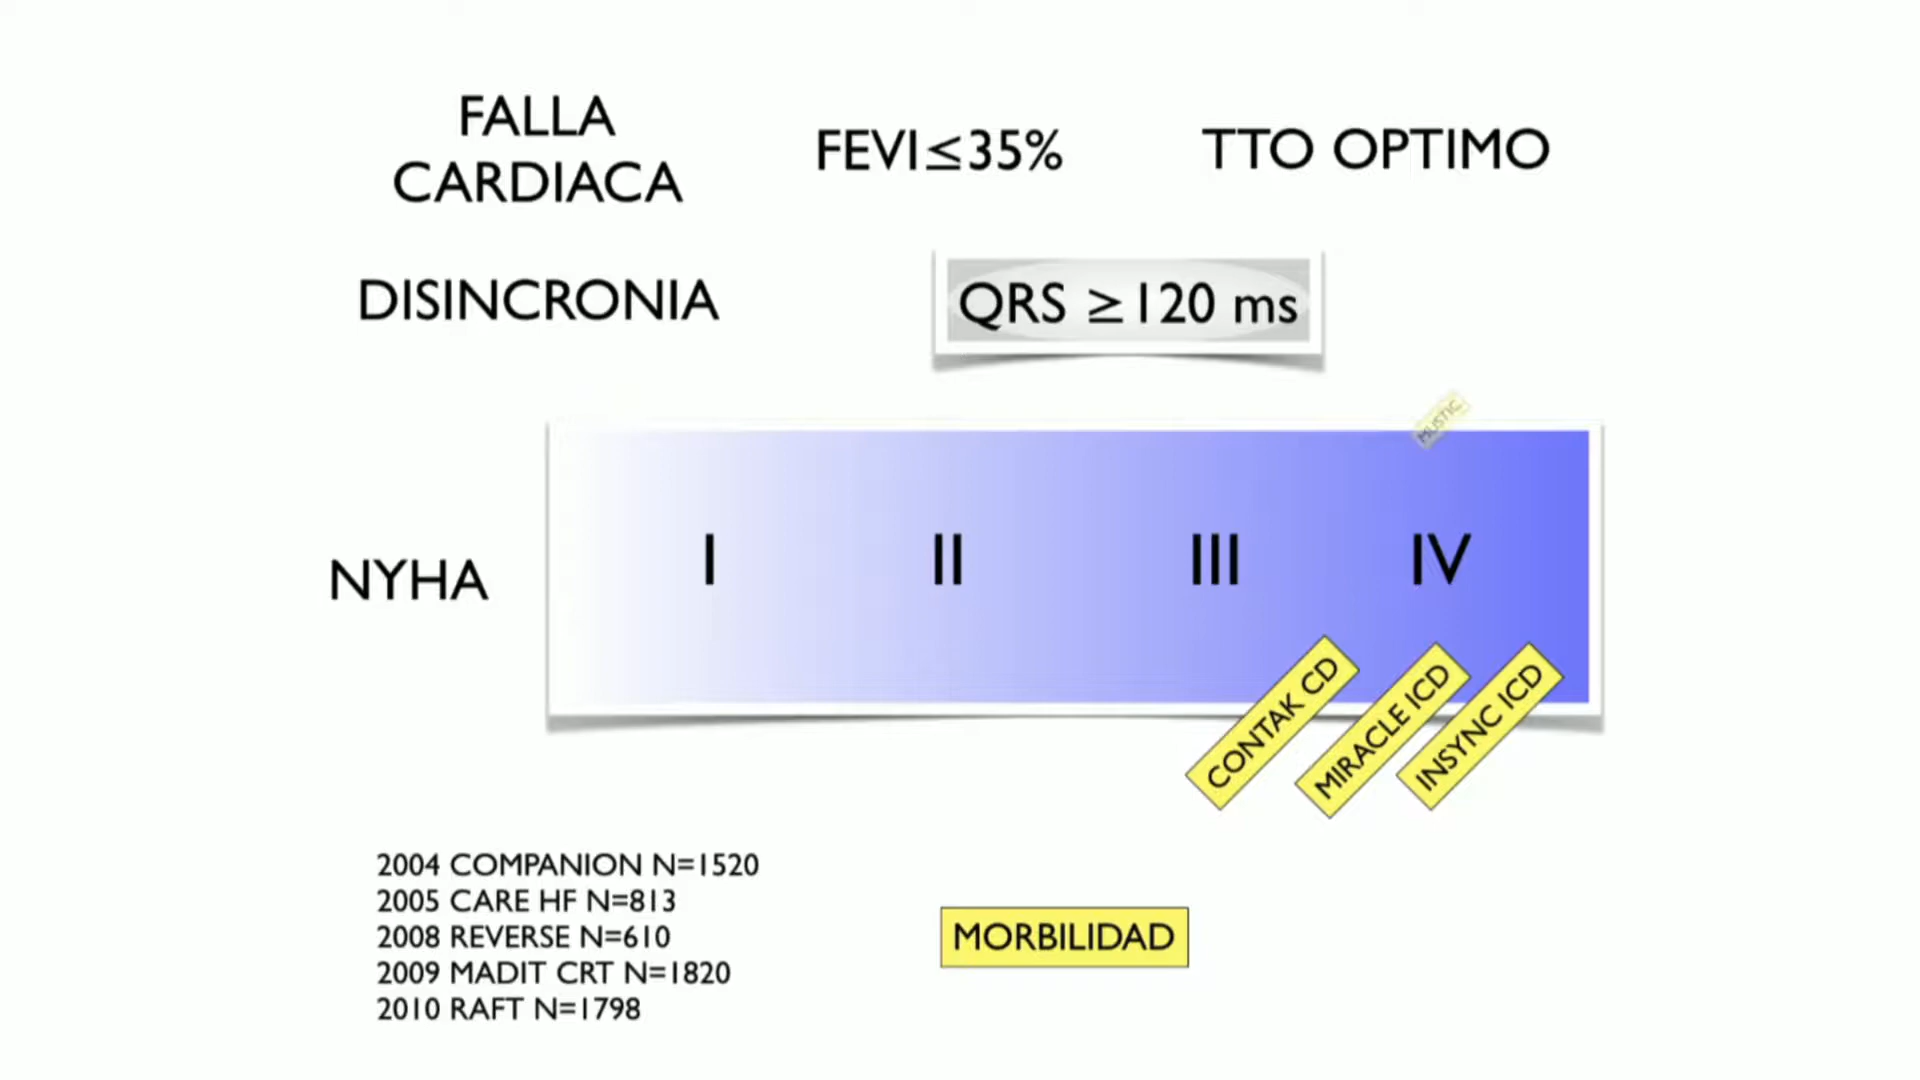 FALLA
CARDIACA
FEVI≤35%
TTO OPTIMO
DISINCRONIA
QRS ≥120 ms
MUSTIC
NYHA
I
II
III
IV
CONTAK CD
MIRACLE ICD
INSYNC ICD
2004 COMPANION N=1520
2005 CARE HF N=813
2008 REVERSE N=610
2009 MADIT CRT N=1820
2010 RAFT N=1798
MORBILIDAD